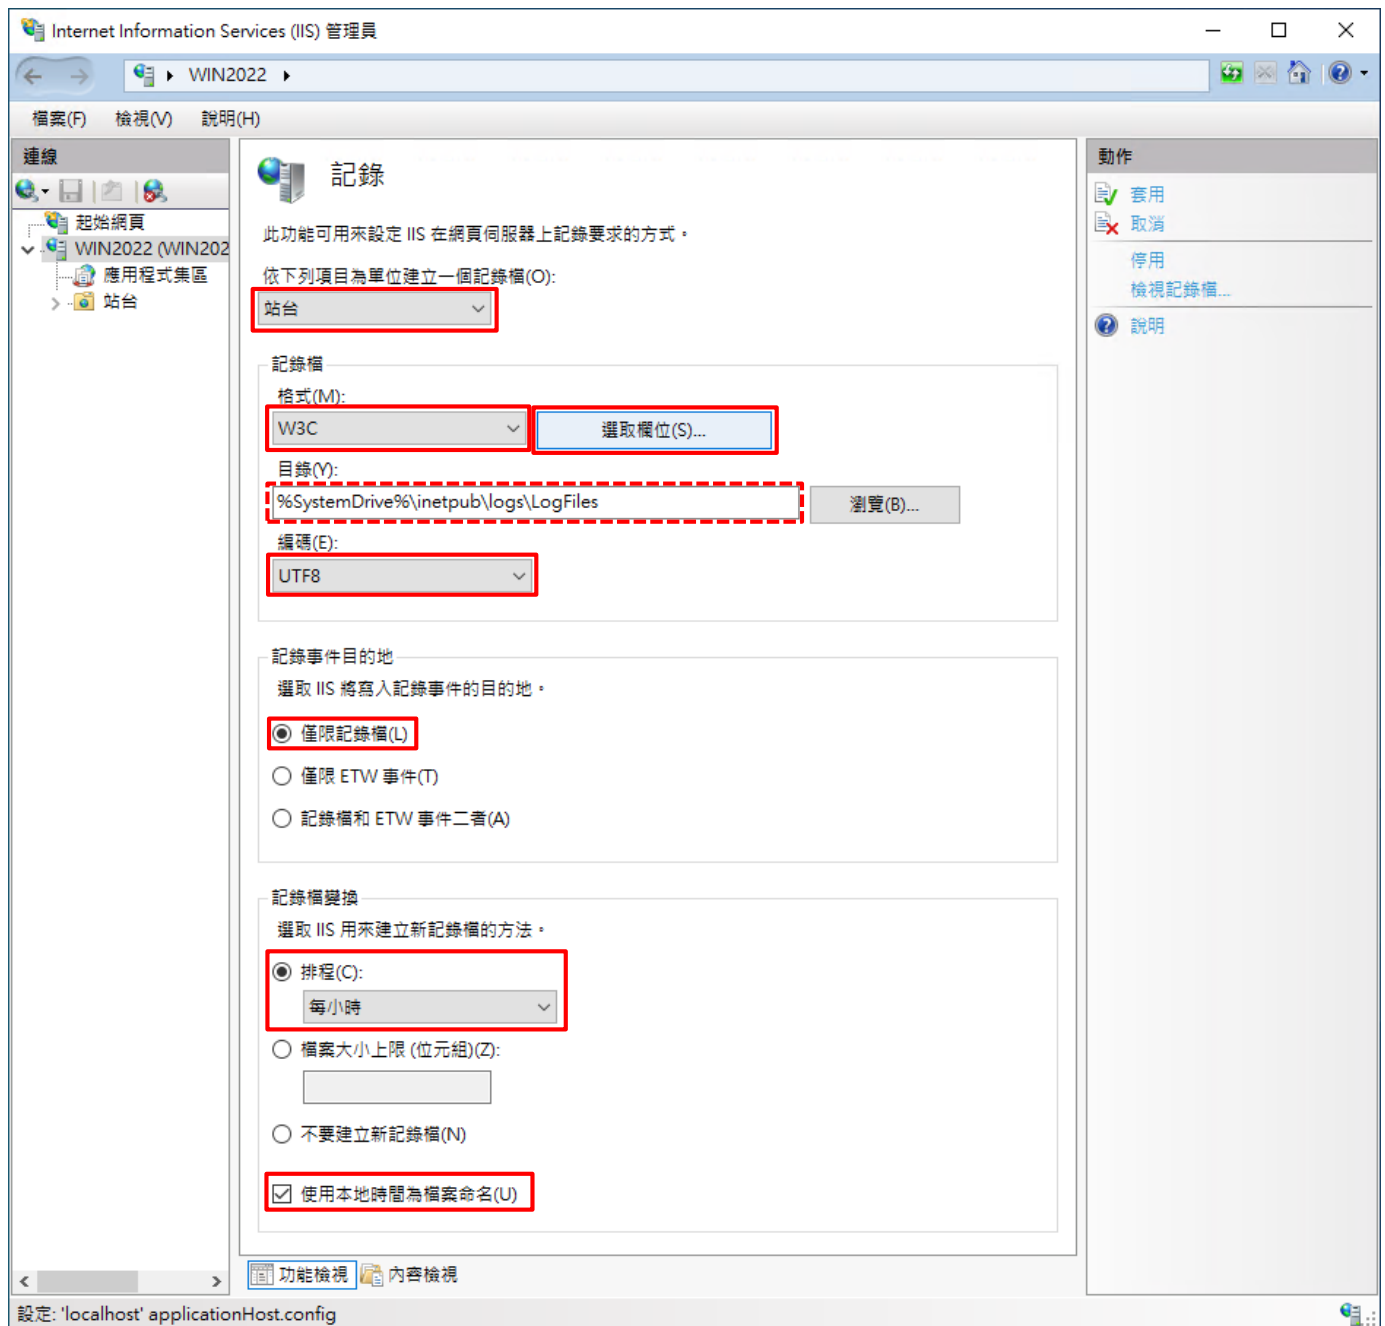 Internet Information Services (IIS) 管理員
WIN2022
檔案(F) 檢視(V) 說明(H)
連線
起始網頁
WIN2022 (WIN202
應用程式集區
站台
記錄
此功能可用來設定 IIS 在網頁伺服器上記錄要求的方式。
依下列項目為單位建立一個記錄檔(O):
站台
記錄檔
格式(M):
W3C
選取欄位(S)...
目錄(Y):
%SystemDrive%\inetpub\logs\LogFiles
瀏覽(B)...
編碼(E):
UTF8
記錄事件目的地
選取 IIS 將寫入記錄事件的目的地。
僅限記錄檔(L)
僅限 ETW 事件(T)
記錄檔和 ETW 事件二者(A)
記錄檔變換
選取 IIS 用來建立新記錄檔的方法。
排程(C):
每小時
檔案大小上限 (位元組)(Z):
不要建立新記錄檔(N)
使用本地時間為檔案命名(U)
功能檢視 內容檢視
動作
套用
取消
停用
檢視記錄檔...
說明
設定: 'localhost' applicationHost.config